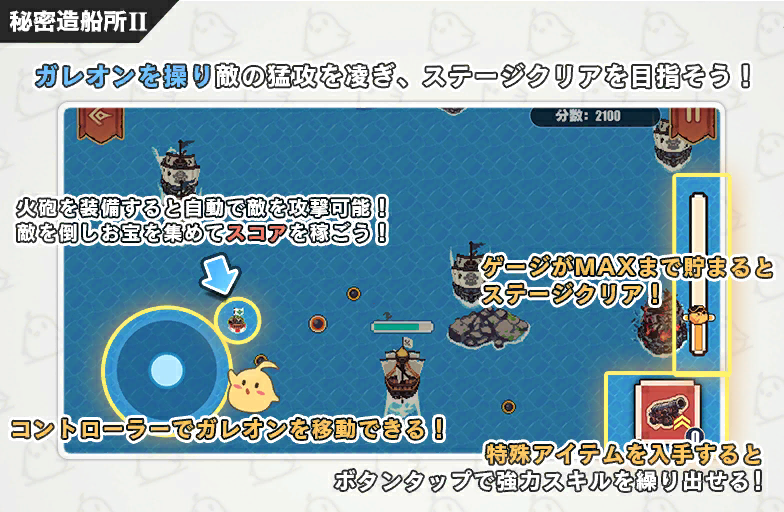 秘密造船所Ⅱ
ガレオンを操り敵の猛攻を凌ぎ、ステージクリアを目指そう！
分数：2100
火砲を装備すると自動で敵を攻撃可能！
敵を倒しお宝を集めてスコアを稼ごう！
ゲージがMAXまで貯まると
ステージクリア！
コントローラーでガレオンを移動できる！
0
特殊アイテムを入手すると
ボタンタップで強力スキルを繰り出せる！